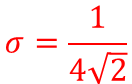 σ = 1/(4√2)